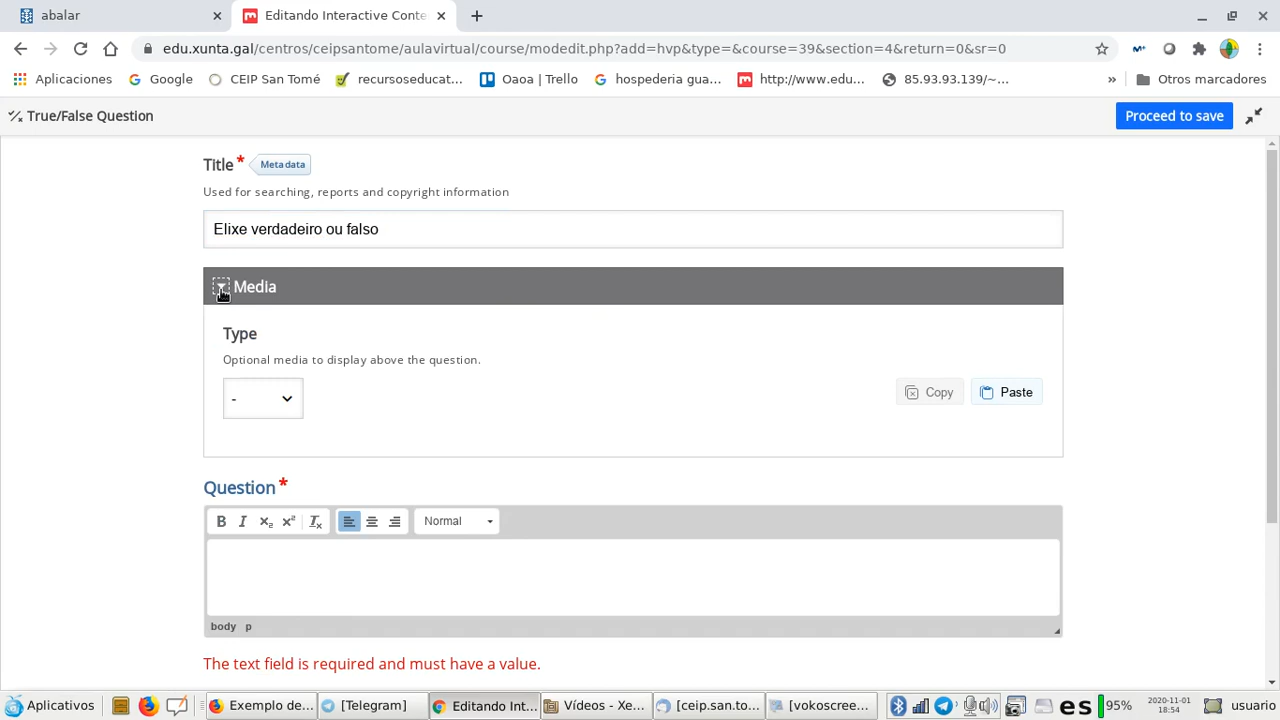 abalar
Editando Interactive Conte
edu.xunta.gal/centros/ceipsantome/aulavirtual/course/modedit.php?add=hvp&type=&course=39&section=4&return=0&sr=0
Aplicaciones Google CEIP San Tomé recursoseducat... Oaoa | Trello hospederia gua... http://www.edu... 85.93.93.139/~... » Otros marcadores
True/False Question Proceed to save
Title * Metadata
Used for searching, reports and copyright information
Elixe verdadeiro ou falso
Media
Type
Optional media to display above the question.
- Copy Paste
Question *
B I x₂ x² Tx Normal
body p
The text field is required and must have a value.
Aplicativos Exemplo de... [Telegram] Editando Int... Vídeos - Xe... [ceip.san.to... [vokoscree... es 95% 2020-11-01 18:54 usuario